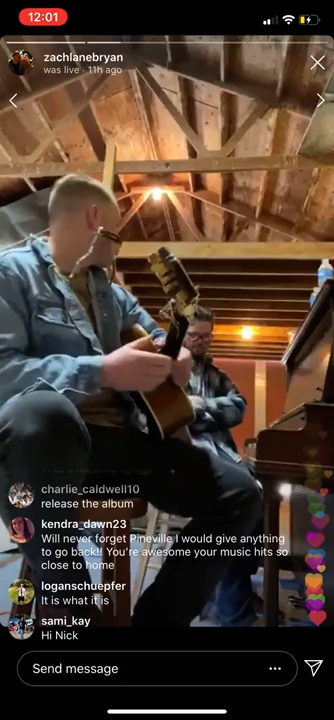 12:01
zachlanebryan
was live · 11h ago
charlie_caldwell10
release the album
kendra_dawn23
Will never forget Pineville I would give anything
to go back!! You're awesome your music hits so
close to home
loganschuepfer
It is what it is
sami_kay
Hi Nick
Send message